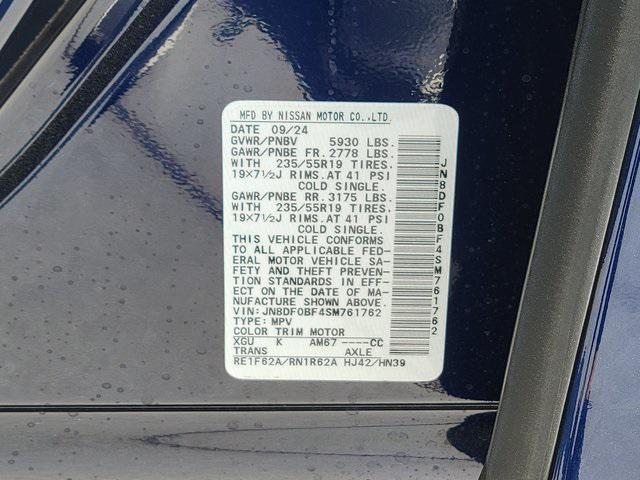 MFD BY NISSAN MOTOR CO.,LTD.
DATE 09/24
GVWR/PNBV 5930 LBS.
GAWR/PNBE FR. 2778 LBS.
WITH 235/55R19 TIRES.
19X7½J RIMS. AT 41 PSI
COLD SINGLE.
GAWR/PNBE RR. 3175 LBS.
WITH 235/55R19 TIRES.
19X7½J RIMS. AT 41 PSI
COLD SINGLE.
THIS VEHICLE CONFORMS
TO ALL APPLICABLE FED-
ERAL MOTOR VEHICLE SA-
FETY AND THEFT PREVEN-
TION STANDARDS IN EFF-
ECT ON THE DATE OF MA-
NUFACTURE SHOWN ABOVE.
VIN:JN8DF0BF4SM761762
TYPE: MPV
COLOR TRIM MOTOR
XGU K AM67 ----CC
TRANS AXLE
RE1F62A/RN1R62A HJ42/HN39
JN8DF0BF4SM761762